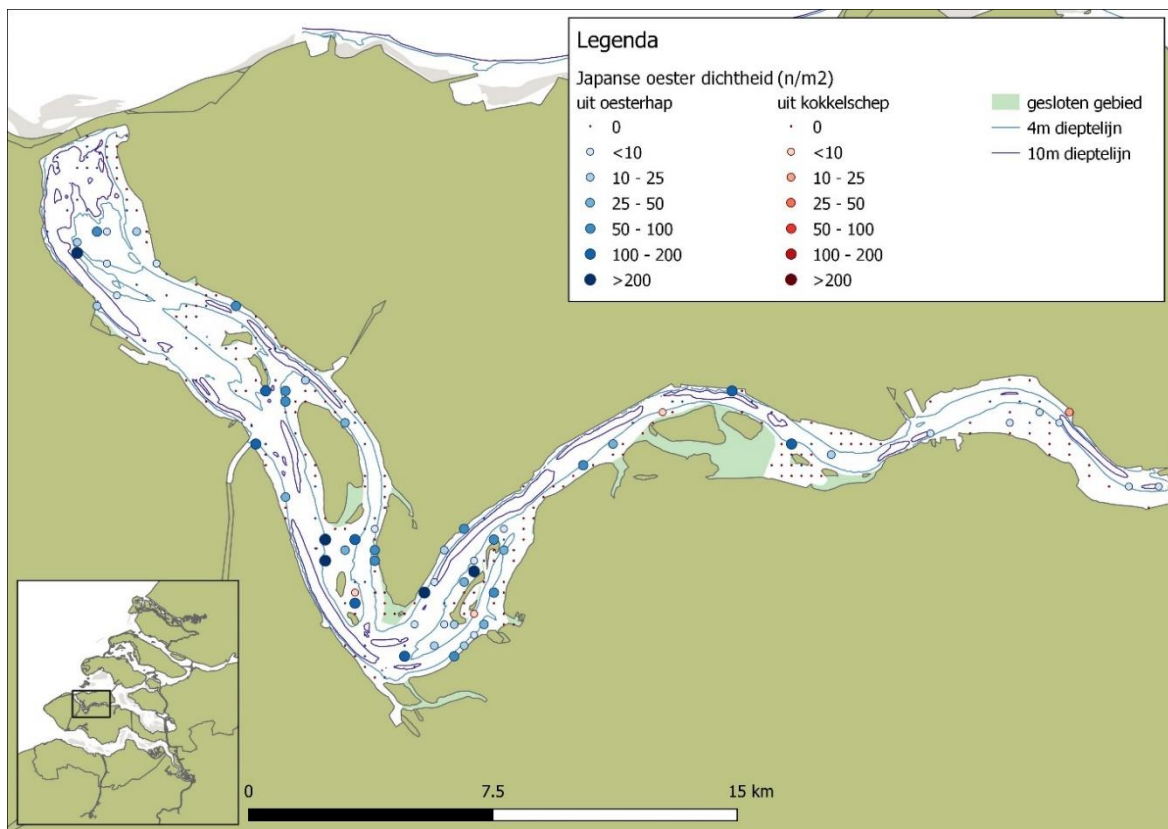 Legenda
Japanse oester dichtheid (n/m2)
uit oesterhap
0
<10
10 - 25
25 - 50
50 - 100
100 - 200
>200
uit kokkelschep
0
<10
10 - 25
25 - 50
50 - 100
100 - 200
>200
gesloten gebied
4m dieptelijn
10m dieptelijn
0 7.5 15 km